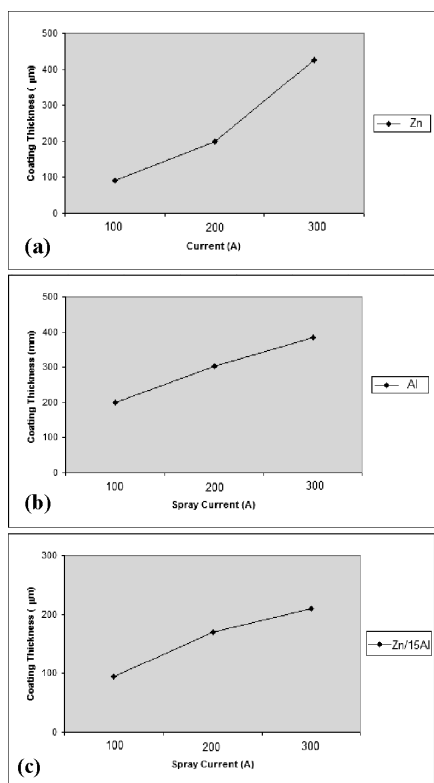 500
400
300
200
100
0
Coating Thickness ( µm)
100 200 300
Current (A)
Zn
(a)
500
400
300
200
100
0
Coating Thickness (mm)
100 200 300
Spray Current (A)
Al
(b)
300
200
100
0
Coating Thickness ( µm)
100 200 300
Spray Current (A)
Zn/15Al
(c)